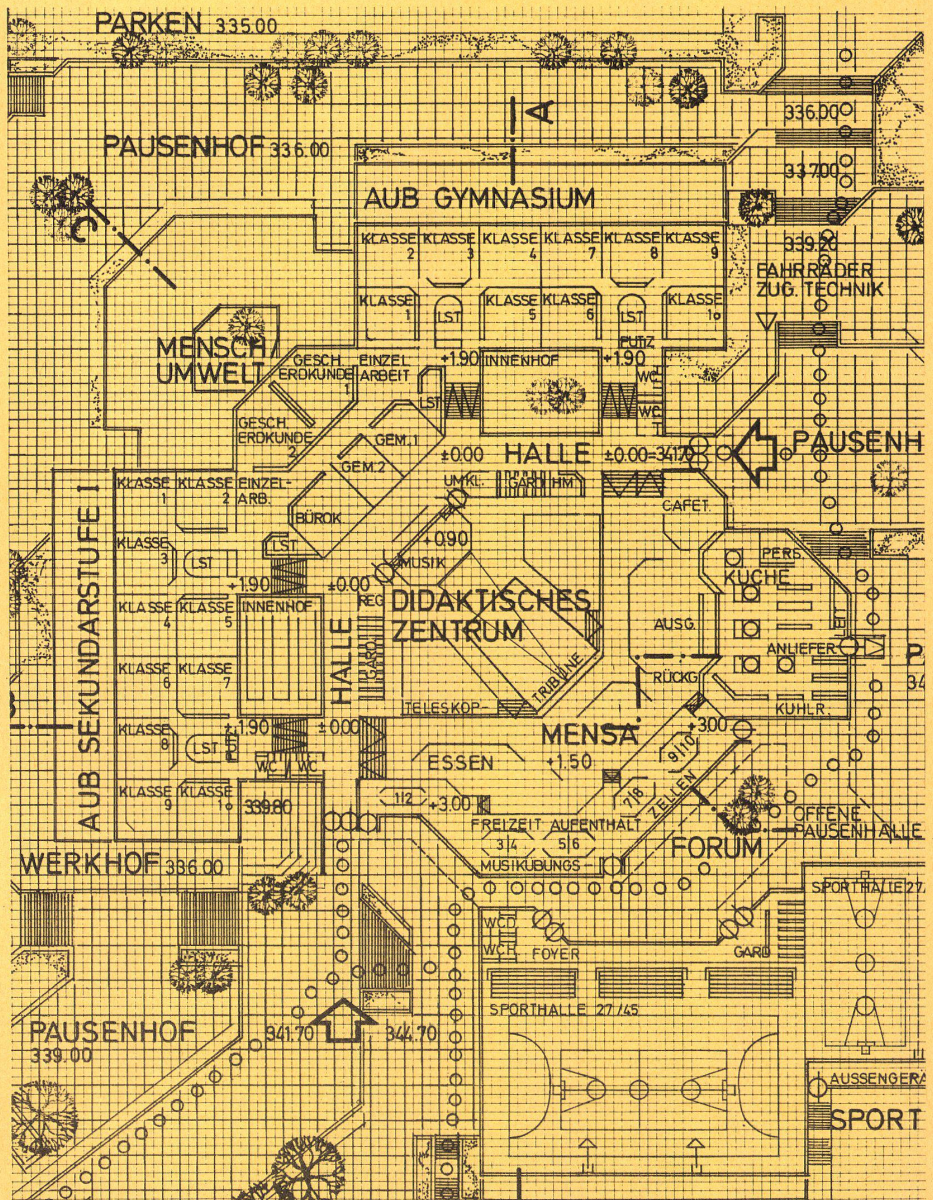 PARKEN 335.00
A
336.00
PAUSENHOF 336.00
337.00
AUB GYMNASIUM
C
339.20
KLASSE 2
KLASSE 3
KLASSE 4
KLASSE 7
KLASSE 8
KLASSE 9
FAHRRÄDER
ZUG. TECHNIK
KLASSE 1
LST
KLASSE 5
KLASSE 6
LST
KLASSE 10
PUTZ
MENSCH/
UMWELT
GESCH.
ERDKUNDE
1
EINZEL
ARBEIT
+1.90
INNENHOF
+1.90
WC
WC
LST
GESCH.
ERDKUNDE
2
GEM.1
GEM.2
±0.00
HALLE
±0.00=341.70
PAUSENH
UMKL.
GARD
HM
KLASSE 1
KLASSE 2
EINZEL-
ARB.
BÜROK.
CAFET.
AUB SEKUNDARSTUFE I
KLASSE 3
LST
LST
+0.90
MUSIK
PERS.
KÜCHE
+1.90
±0.00
REG
DIDAKTISCHES
ZENTRUM
KLASSE 4
KLASSE 5
INNENHOF
HALLE
GARD.
AUSG.
ANLIEFER.
KLASSE 6
KLASSE 7
TRIBÜNE
RÜCKG.
P
34
TELESKOP-
KUHLR.
KLASSE 8
LST
PUTZ
+1.90
±0.00
MENSA
+3.00
WC
WC
ESSEN
+1.50
9|10
KLASSE 9
KLASSE 10
339.80
1|2
+3.00
7|8
ZELLEN
OFFENE
PAUSENHALLE
FREIZEIT
AUFENTHALT
3|4
5|6
FORUM
WERKHOF 336.00
MUSIKÜBUNGS-
SPORTHALLE 27/
WCD
WCH
FOYER
GARD
SPORTHALLE 27/45
PAUSENHOF
339.00
341.70
344.70
AUSSENGERÄ
SPORT